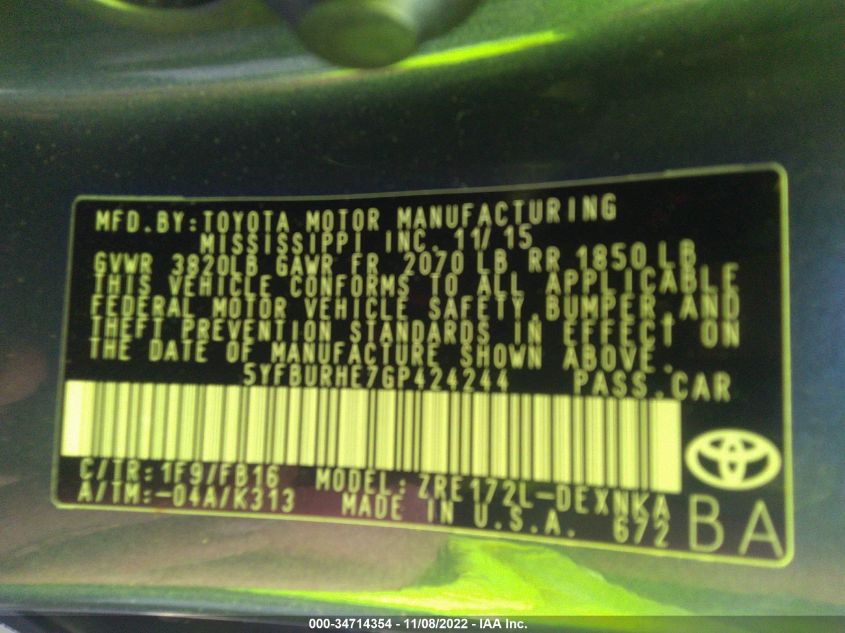 MFD.BY:TOYOTA MOTOR MANUFACTURING
MISSISSIPPI INC. 11/15
GVWR 3820LB GAWR FR 2070 LB RR 1850 LB
THIS VEHICLE CONFORMS TO ALL APPLICABLE
FEDERAL MOTOR VEHICLE SAFETY,BUMPER,AND
THEFT PREVENTION STANDARDS IN EFFECT ON
THE DATE OF MANUFACTURE SHOWN ABOVE.
5YFBURHE7GP424244 PASS.CAR
C/TR:1F9/FB16 MODEL:ZRE172L-DEXNKA
A/TM:-04A/K313 MADE IN U.S.A. 672
BA
000-34714354 - 11/08/2022 - IAA Inc.